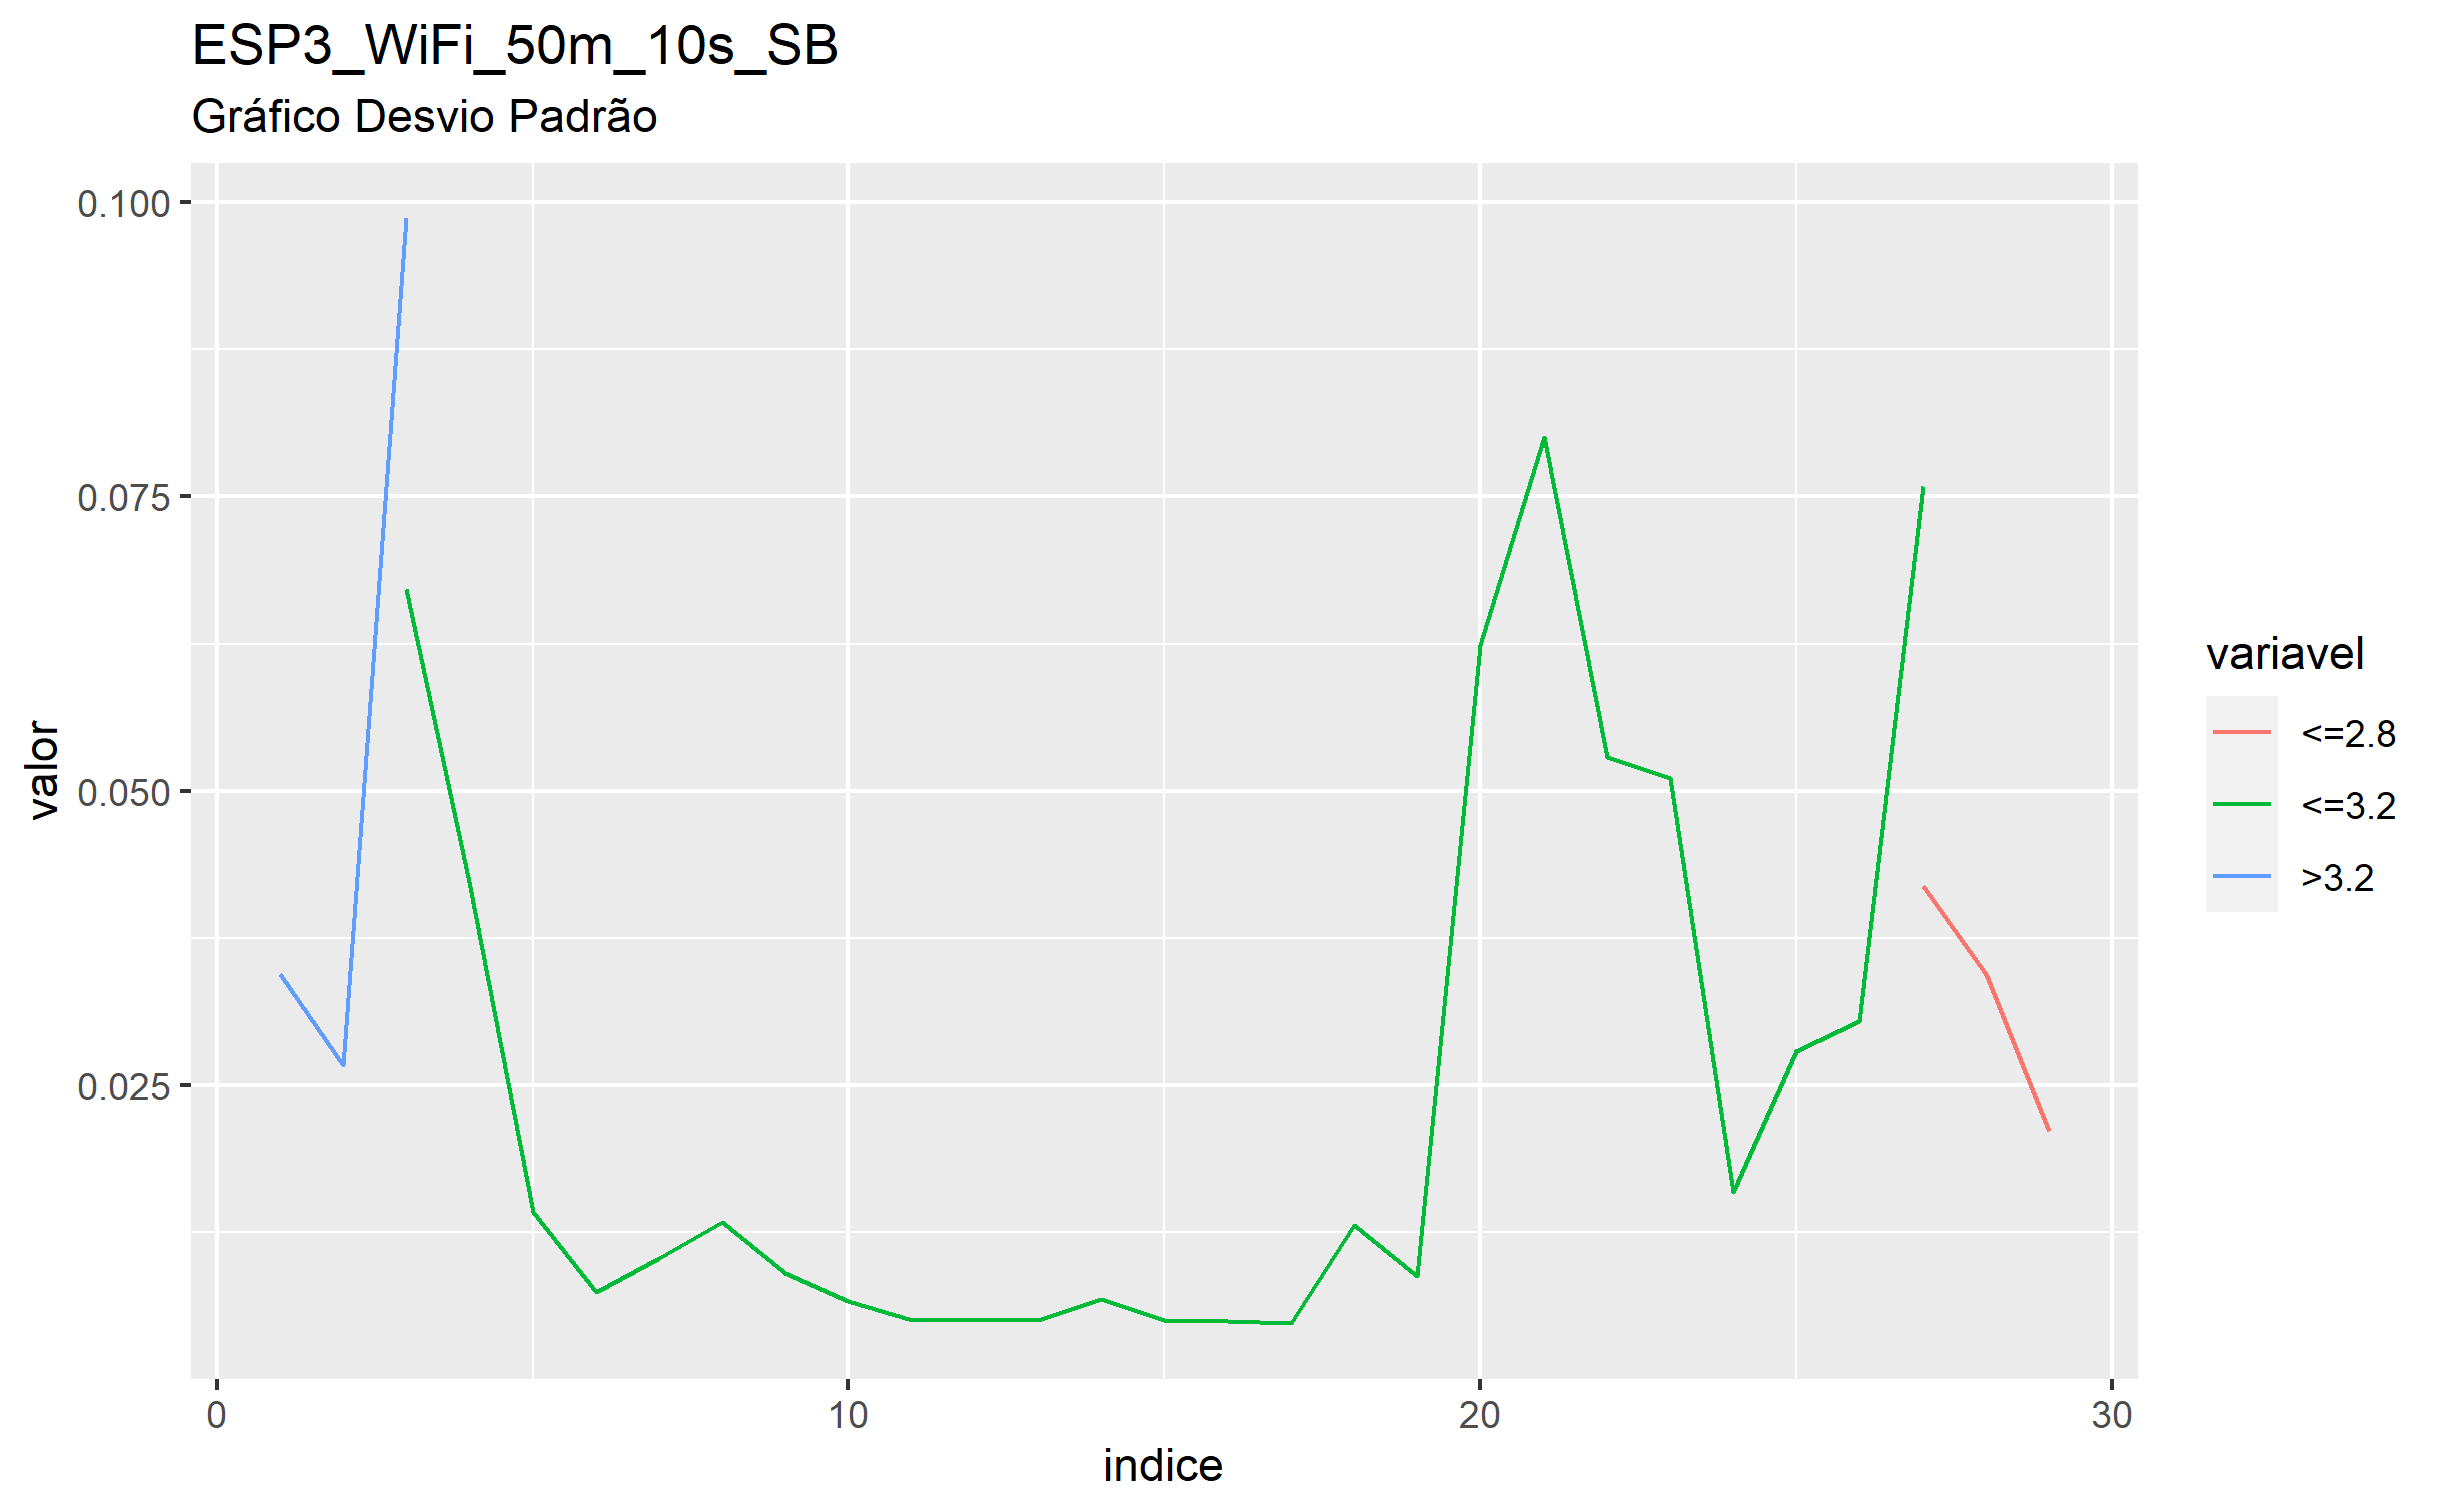 ESP3_WiFi_50m_10s_SB
Gráfico Desvio Padrão
0.100
0.075
0.050
0.025
valor
0
10
20
30
indice
variavel
<=2.8
<=3.2
>3.2